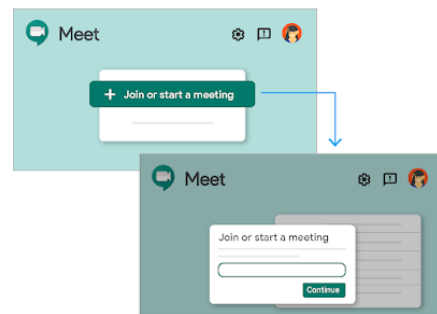 Meet
+ Join or start a meeting
Meet
Join or start a meeting
Continue